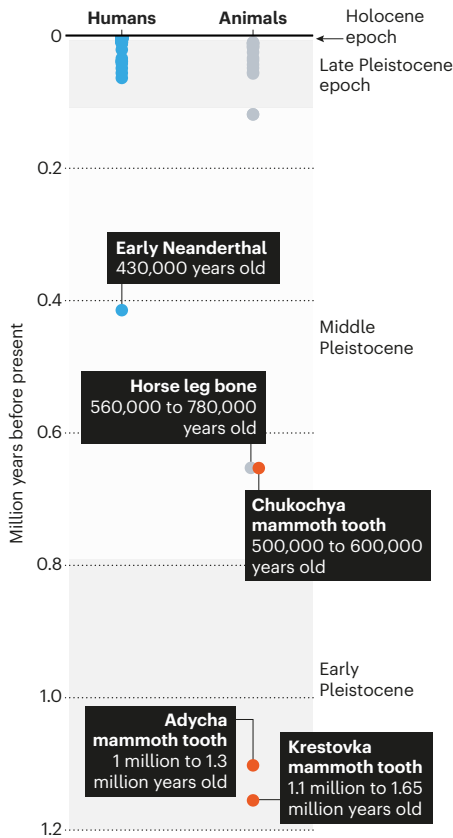 Humans
Animals
Holocene
epoch
0
Late Pleistocene
epoch
0.2
Early Neanderthal
430,000 years old
0.4
Middle
Pleistocene
Horse leg bone
560,000 to 780,000
years old
0.6
Million years before present
Chukochya
mammoth tooth
500,000 to 600,000
years old
0.8
Early
Pleistocene
1.0
Adycha
mammoth tooth
1 million to 1.3
million years old
Krestovka
mammoth tooth
1.1 million to 1.65
million years old
1.2